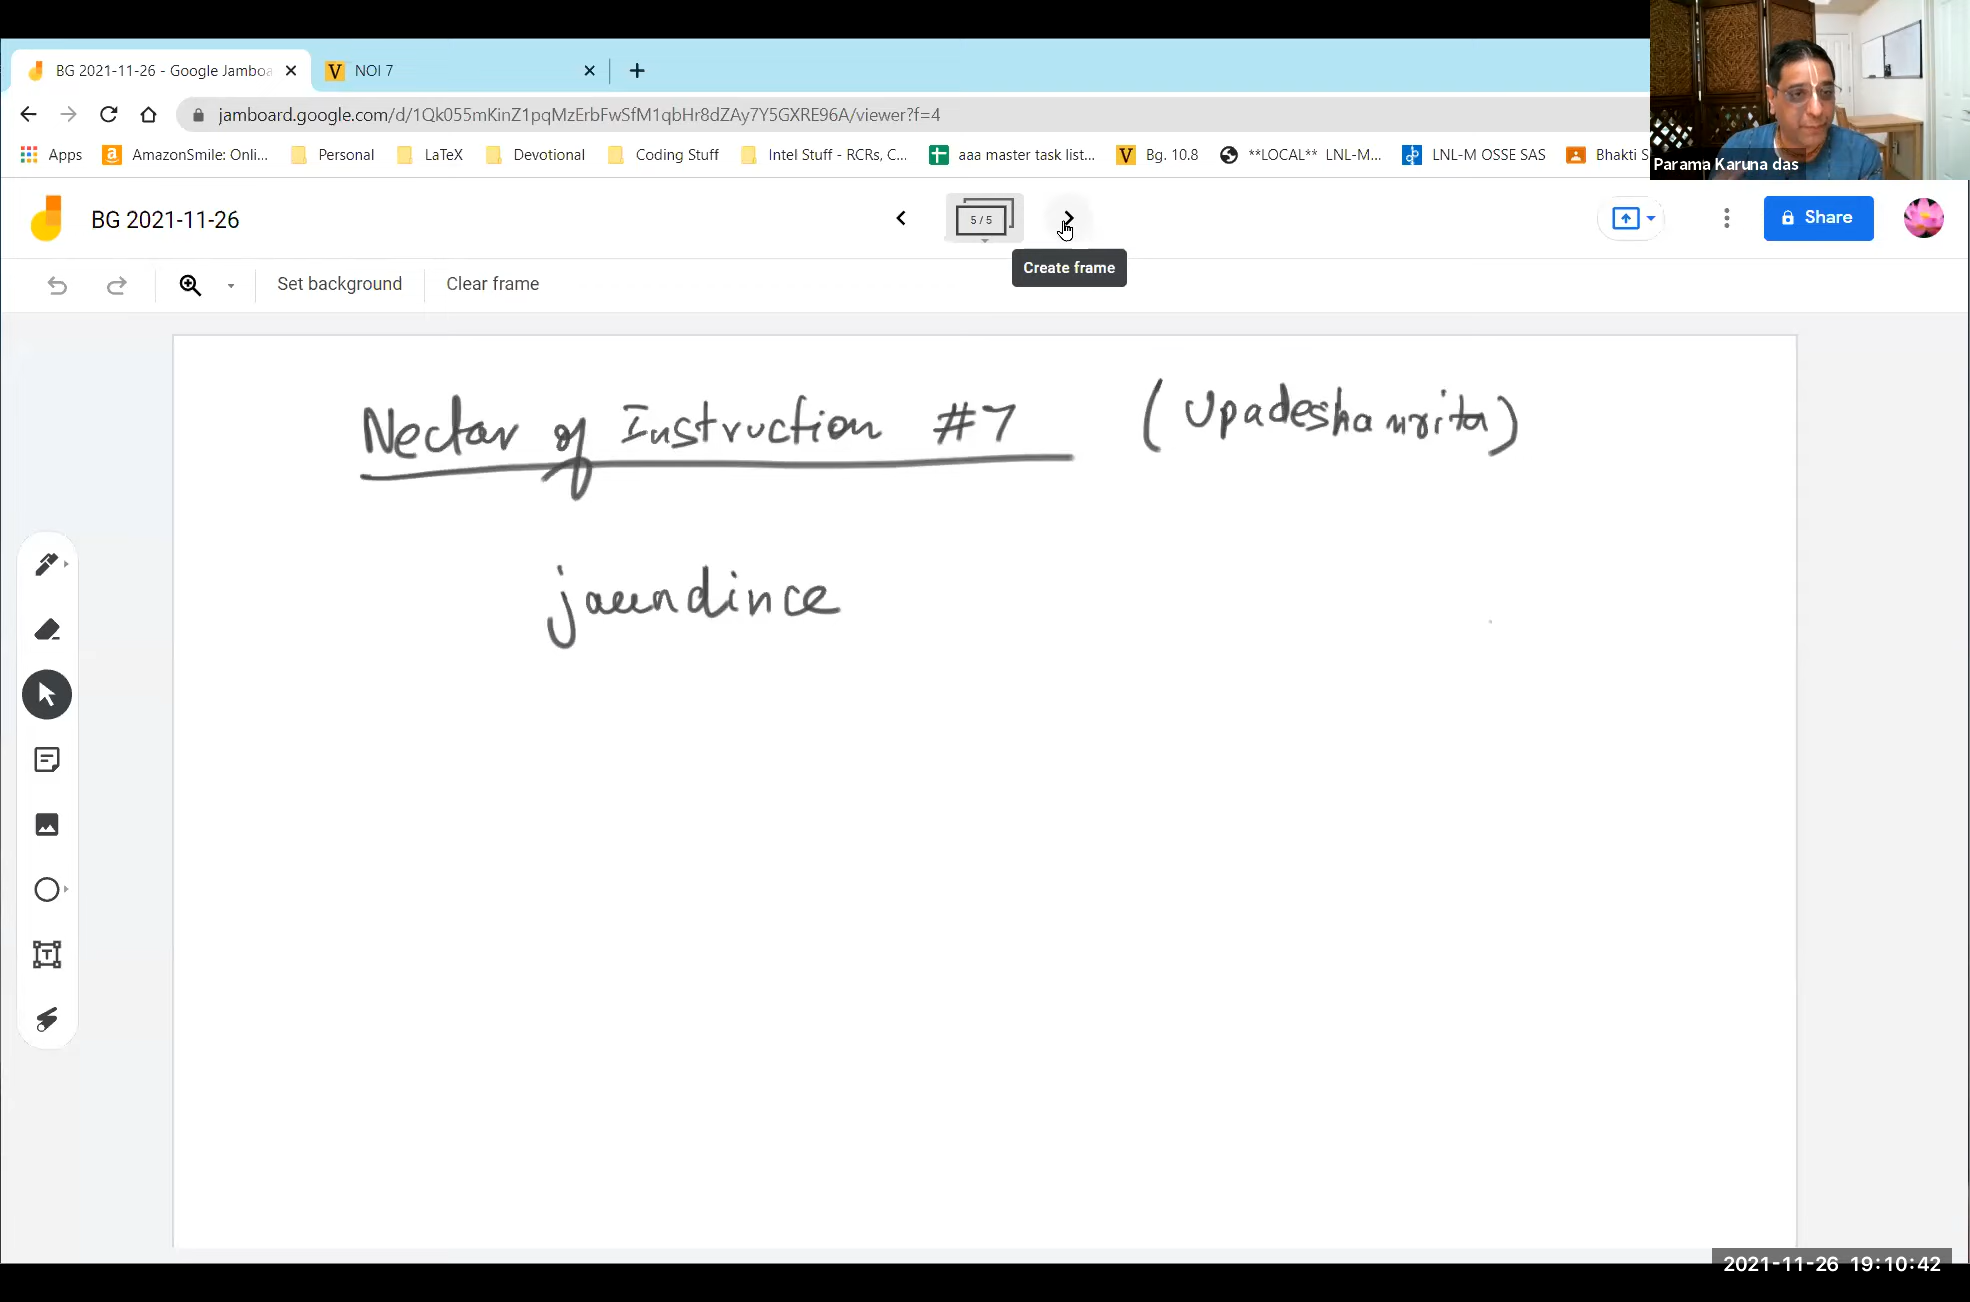 BG 2021-11-26 - Google Jamboa
NOI 7
jamboard.google.com/d/1Qk055mKinZ1pqMzErbFwSfM1qbHr8dZAy7Y5GXRE96A/viewer?f=4
Apps AmazonSmile: Onli... Personal LaTeX Devotional Coding Stuff Intel Stuff - RCRs, C... aaa master task list... Bg. 10.8 **LOCAL** LNL-M... LNL-M OSSE SAS Bhakti S
Parama Karuna das
BG 2021-11-26
5 / 5
Share
Create frame
Set background Clear frame
Nectar of Instruction #7 (Upadeshamrita)
jaundince
2021-11-26 19:10:42